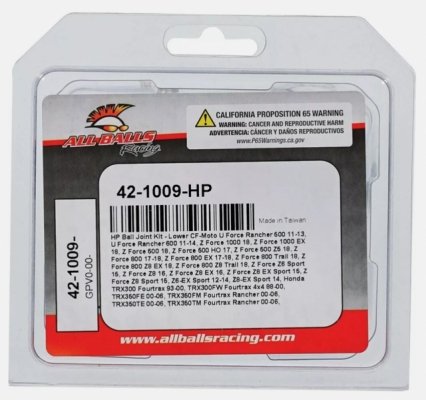 ALL BALLS
Racing
CALIFORNIA PROPOSITION 65 WARNING
WARNING: CANCER AND REPRODUCTIVE HARM
ADVERTENCIA: CÁNCER Y DAÑOS REPRODUCTIVOS
www.P65Warnings.ca.gov
42-1009-HP
Made in Taiwan
HP Ball Joint Kit - Lower CF-Moto U Force Rancher 500 11-13,
U Force Rancher 600 11-14, Z Force 1000 18, Z Force 1000 EX
18, Z Force 500 16, Z Force 500 HO 17, Z Force 500 Z5 18, Z
Force 800 17-18, Z Force 800 EX 17-18, Z Force 800 Trail 18, Z
Force 800 Z8 EX 18, Z Force 800 Z8 Trail 18, Z Force Z6 Sport
15, Z Force Z8 16, Z Force Z8 EX 16, Z Force Z8 EX Sport 15, Z
Force Z8 Sport 15, Z6-EX Sport 12-14, Z8-EX Sport 14, Honda
TRX300 Fourtrax 93-00, TRX300FW Fourtrax 4x4 88-00,
TRX350FE 00-06, TRX350FM Fourtrax Rancher 00-06,
TRX350TE 00-06, TRX350TM Fourtrax Rancher 00-06,
42-1009-
GPV0-00-
www.allballsracing.com